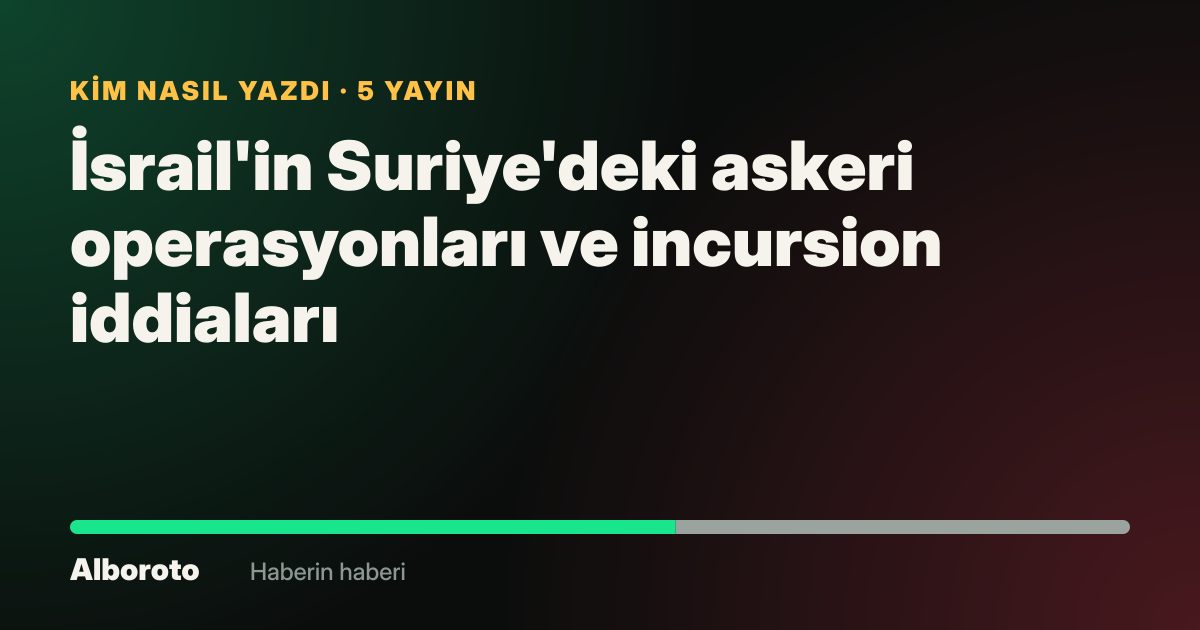 KİM NASIL YAZDI · 5 YAYIN
İsrail'in Suriye'deki askeri
operasyonları ve incursion
iddiaları
Alboroto Haberin haberi